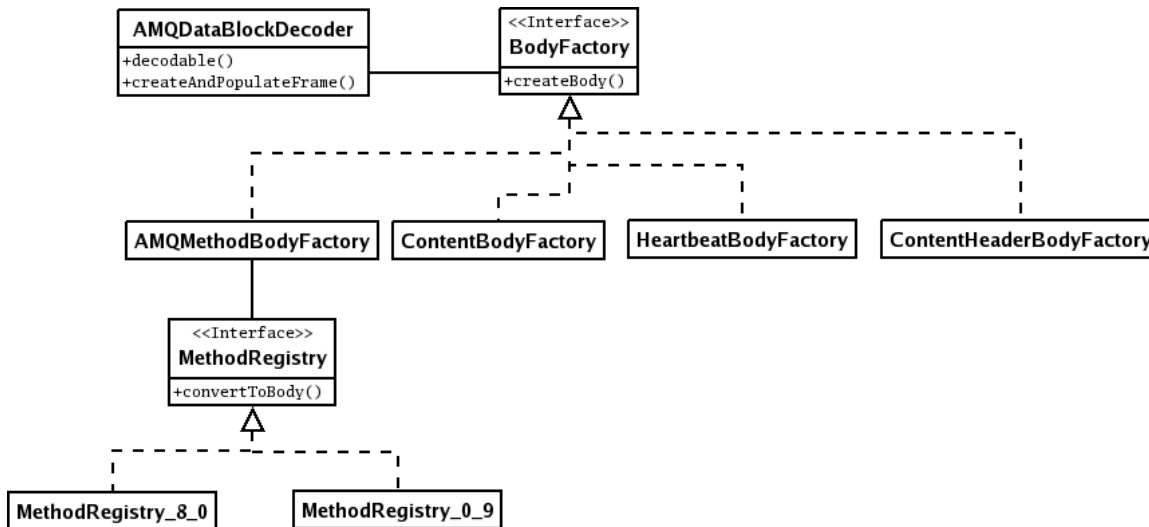 AMQDataBlockDecoder
+decodable()
+createAndPopulateFrame()
<<Interface>>
BodyFactory
+createBody()
AMQMethodBodyFactory
ContentBodyFactory
HeartbeatBodyFactory
ContentHeaderBodyFactory
<<Interface>>
MethodRegistry
+convertToBody()
MethodRegistry_8_0
MethodRegistry_0_9